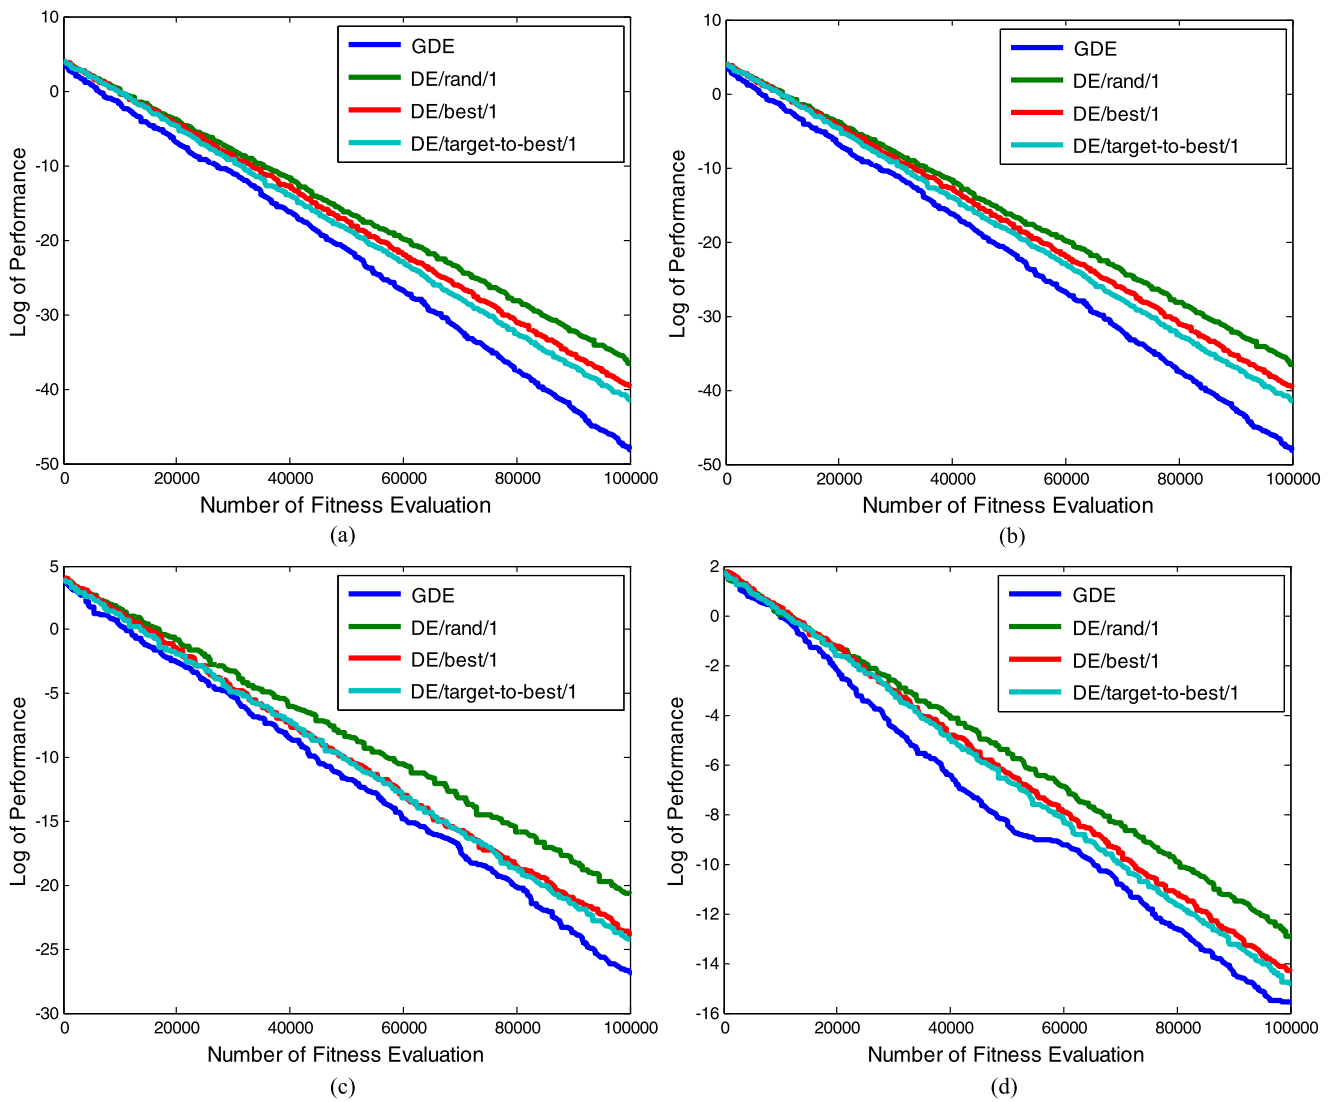 10
0
-10
-20
-30
-40
-50
Log of Performance
GDE
DE/rand/1
DE/best/1
DE/target-to-best/1
0 20000 40000 60000 80000 100000
Number of Fitness Evaluation
(a)
10
0
-10
-20
-30
-40
-50
Log of Performance
GDE
DE/rand/1
DE/best/1
DE/target-to-best/1
0 20000 40000 60000 80000 100000
Number of Fitness Evaluation
(b)
5
0
-5
-10
-15
-20
-25
-30
Log of Performance
GDE
DE/rand/1
DE/best/1
DE/target-to-best/1
0 20000 40000 60000 80000 100000
Number of Fitness Evaluation
(c)
2
0
-2
-4
-6
-8
-10
-12
-14
-16
Log of Performance
GDE
DE/rand/1
DE/best/1
DE/target-to-best/1
0 20000 40000 60000 80000 100000
Number of Fitness Evaluation
(d)